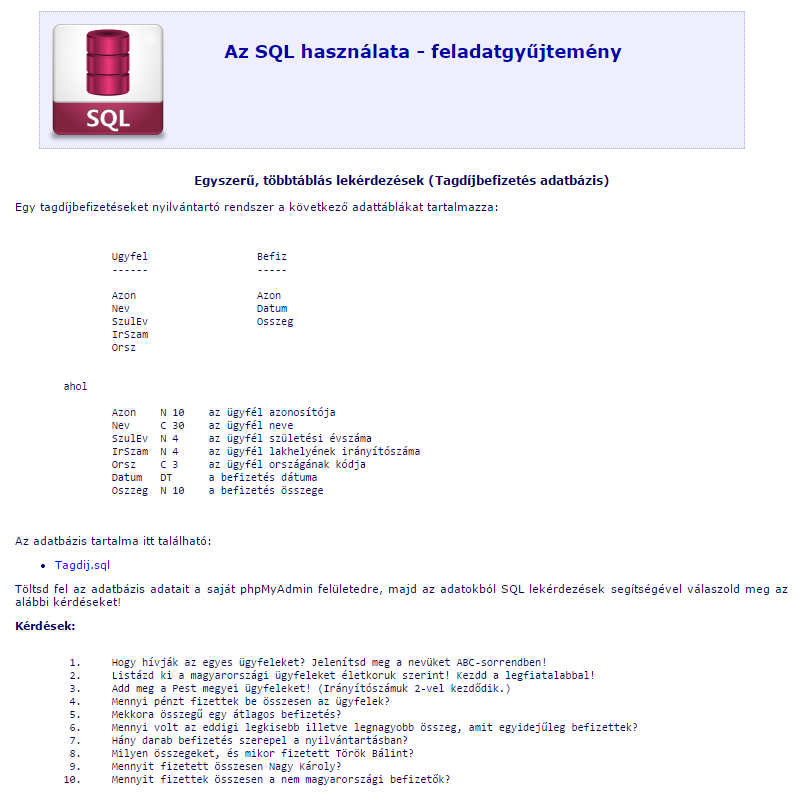 SQL
Az SQL használata - feladatgyűjtemény
Egyszerű, többtáblás lekérdezések (Tagdíjbefizetés adatbázis)
Egy tagdíjbefizetéseket nyilvántartó rendszer a következő adattáblákat tartalmazza:
Ugyfel Befiz
------ -----
Azon Azon
Nev Datum
SzulEv Osszeg
IrSzam
Orsz
ahol
Azon N 10 az ügyfél azonosítója
Nev C 30 az ügyfél neve
SzulEv N 4 az ügyfél születési évszáma
IrSzam N 4 az ügyfél lakhelyének irányítószáma
Orsz C 3 az ügyfél országának kódja
Datum DT a befizetés dátuma
Oszzeg N 10 a befizetés összege
Az adatbázis tartalma itt található:
• Tagdij.sql
Töltsd fel az adatbázis adatait a saját phpMyAdmin felületedre, majd az adatokból SQL lekérdezések segítségével válaszold meg az
alábbi kérdéseket!
Kérdések:
1. Hogy hívják az egyes ügyfeleket? Jelenítsd meg a nevüket ABC-sorrendben!
2. Listázd ki a magyarországi ügyfeleket életkoruk szerint! Kezdd a legfiatalabbal!
3. Add meg a Pest megyei ügyfeleket! (Irányítószámuk 2-vel kezdődik.)
4. Mennyi pénzt fizettek be összesen az ügyfelek?
5. Mekkora összegű egy átlagos befizetés?
6. Mennyi volt az eddigi legkisebb illetve legnagyobb összeg, amit egyidejűleg befizettek?
7. Hány darab befizetés szerepel a nyilvántartásban?
8. Milyen összegeket, és mikor fizetett Török Bálint?
9. Mennyit fizetett összesen Nagy Károly?
10. Mennyit fizettek összesen a nem magyarországi befizetők?